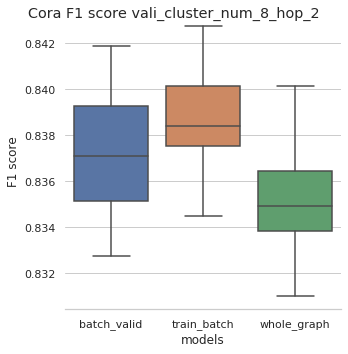 Cora F1 score vali_cluster_num_8_hop_2
F1 score
0.842
0.840
0.838
0.836
0.834
0.832
batch_valid
train_batch
whole_graph
models